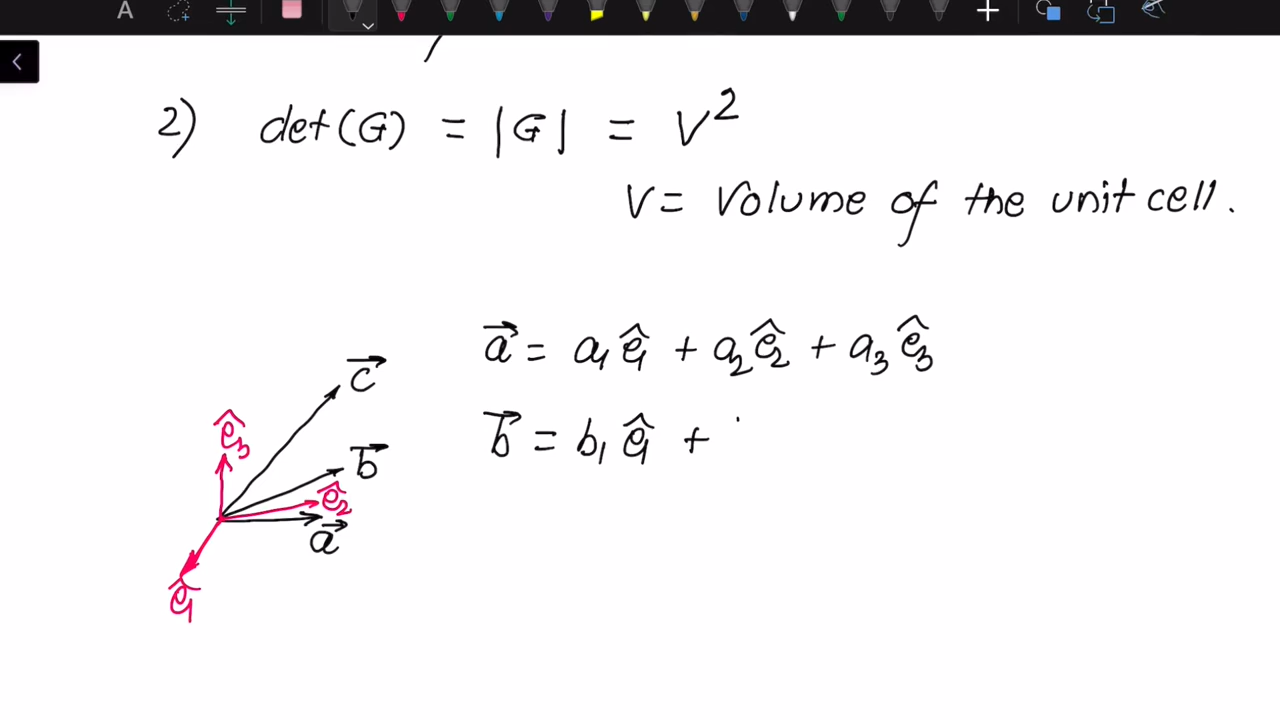 A
2) det(G) = |G| = V²
V = Volume of the unit cell.
a⃗ = a₁ê₁ + a₂ê₂ + a₃ê₃
b⃗ = b₁ê₁ +
c⃗
ê₃
b⃗
ê₂
a⃗
ê₁